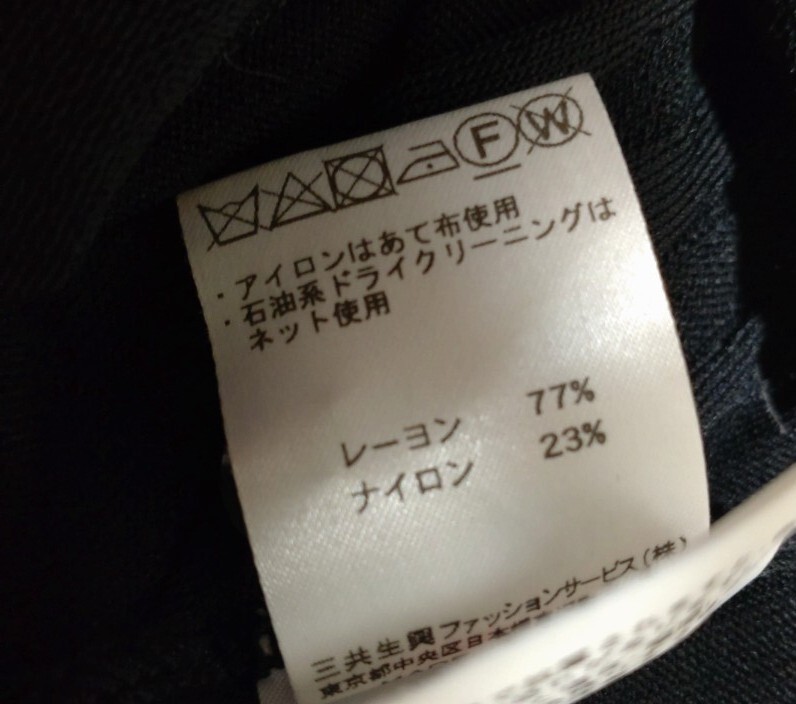 F W
・アイロンはあて布使用
・石油系ドライクリーニングは
ネット使用
レーヨン 77%
ナイロン 23%
三共生興ファッションサービス(株)
東京都中央区日本橋